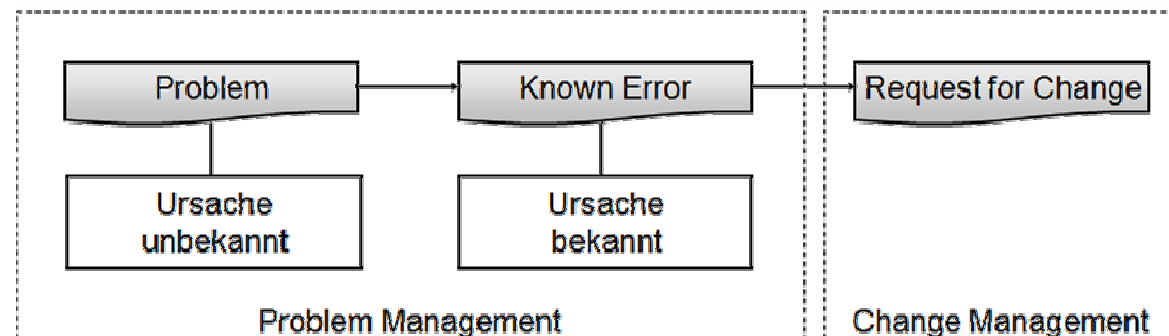 Problem
Known Error
Request for Change
Ursache
unbekannt
Ursache
bekannt
Problem Management
Change Management